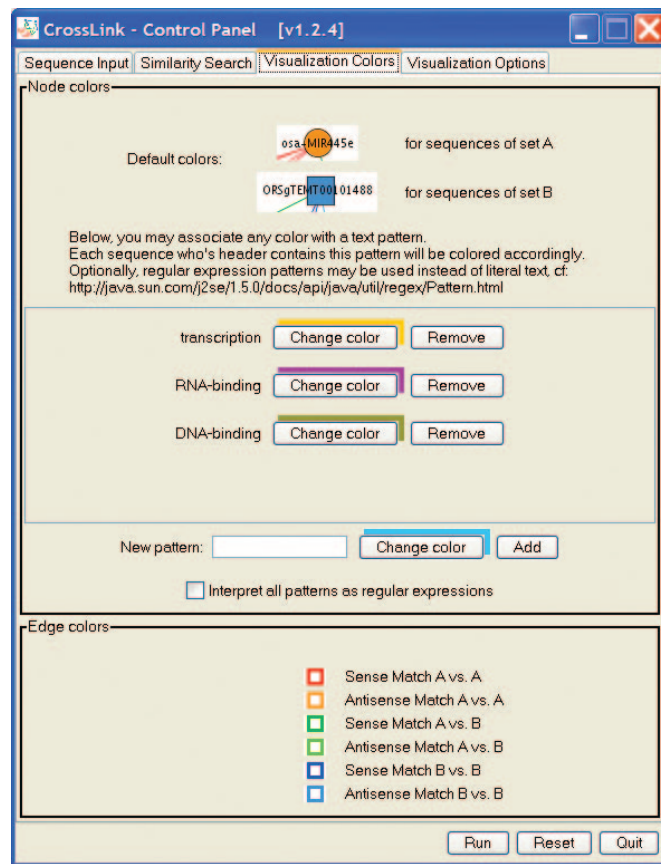 CrossLink - Control Panel [v1.2.4]
Sequence Input Similarity Search Visualization Colors Visualization Options
Node colors
Default colors:
osa-MIR445e
for sequences of set A
ORSgTEMT00101488
for sequences of set B
Below, you may associate any color with a text pattern.
Each sequence who's header contains this pattern will be colored accordingly.
Optionally, regular expression patterns may be used instead of literal text, cf:
http://java.sun.com/j2se/1.5.0/docs/api/java/util/regex/Pattern.html
transcription Change color Remove
RNA-binding Change color Remove
DNA-binding Change color Remove
New pattern: Change color Add
Interpret all patterns as regular expressions
Edge colors
Sense Match A vs. A
Antisense Match A vs. A
Sense Match A vs. B
Antisense Match A vs. B
Sense Match B vs. B
Antisense Match B vs. B
Run Reset Quit